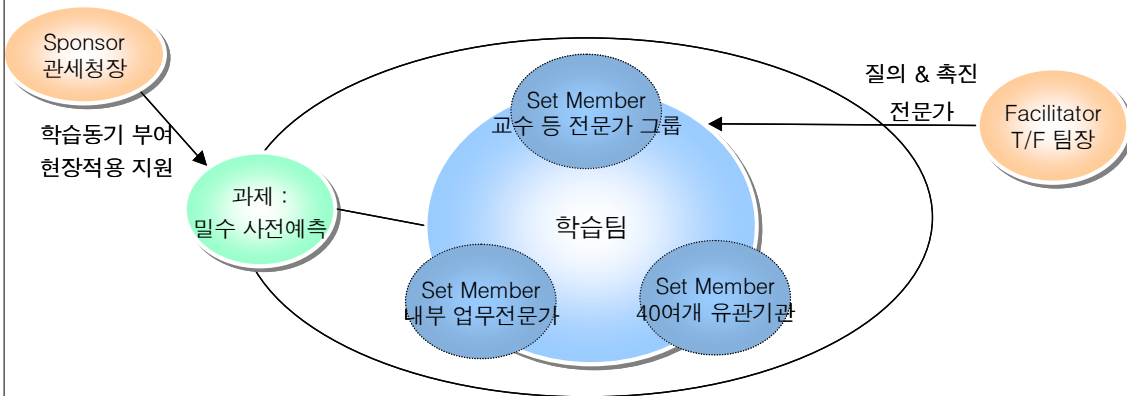 Sponsor
관세청장
학습동기 부여
현장적용 지원
과제 :
밀수 사전예측
Set Member
교수 등 전문가 그룹
학습팀
Set Member
내부 업무전문가
Set Member
40여개 유관기관
질의 & 촉진
전문가
Facilitator
T/F 팀장